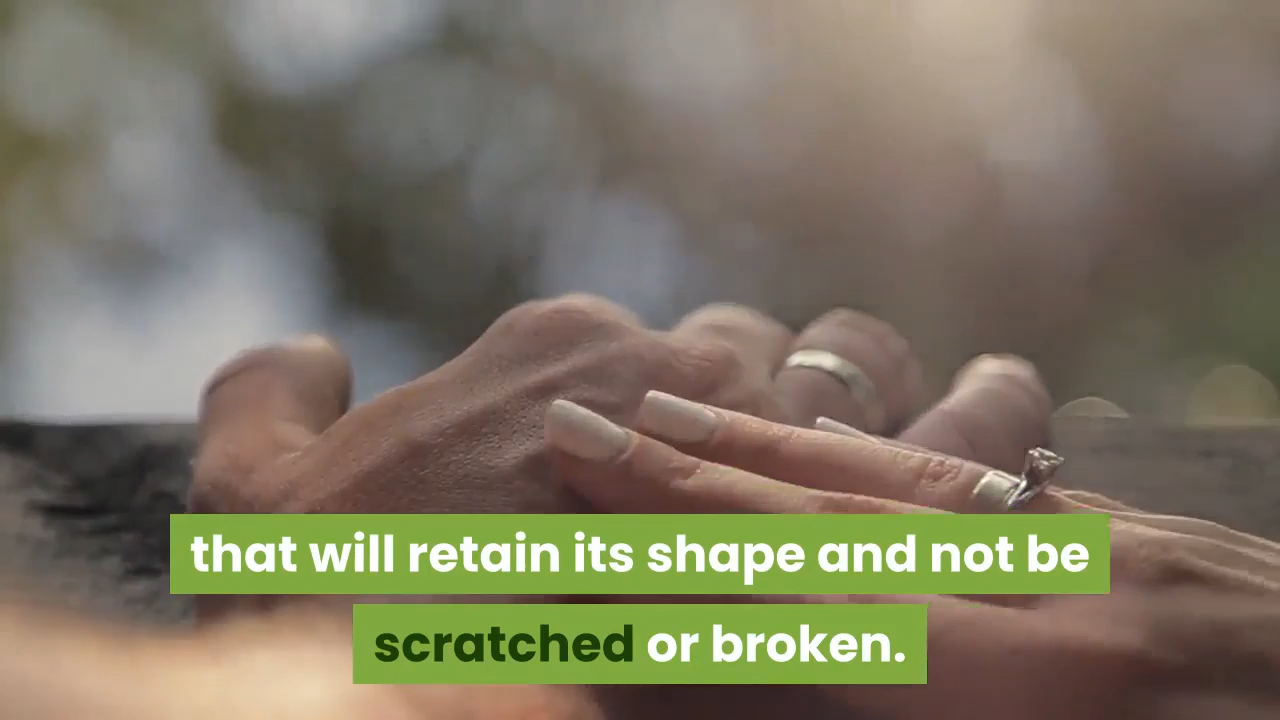 that will retain its shape and not be
scratched or broken.